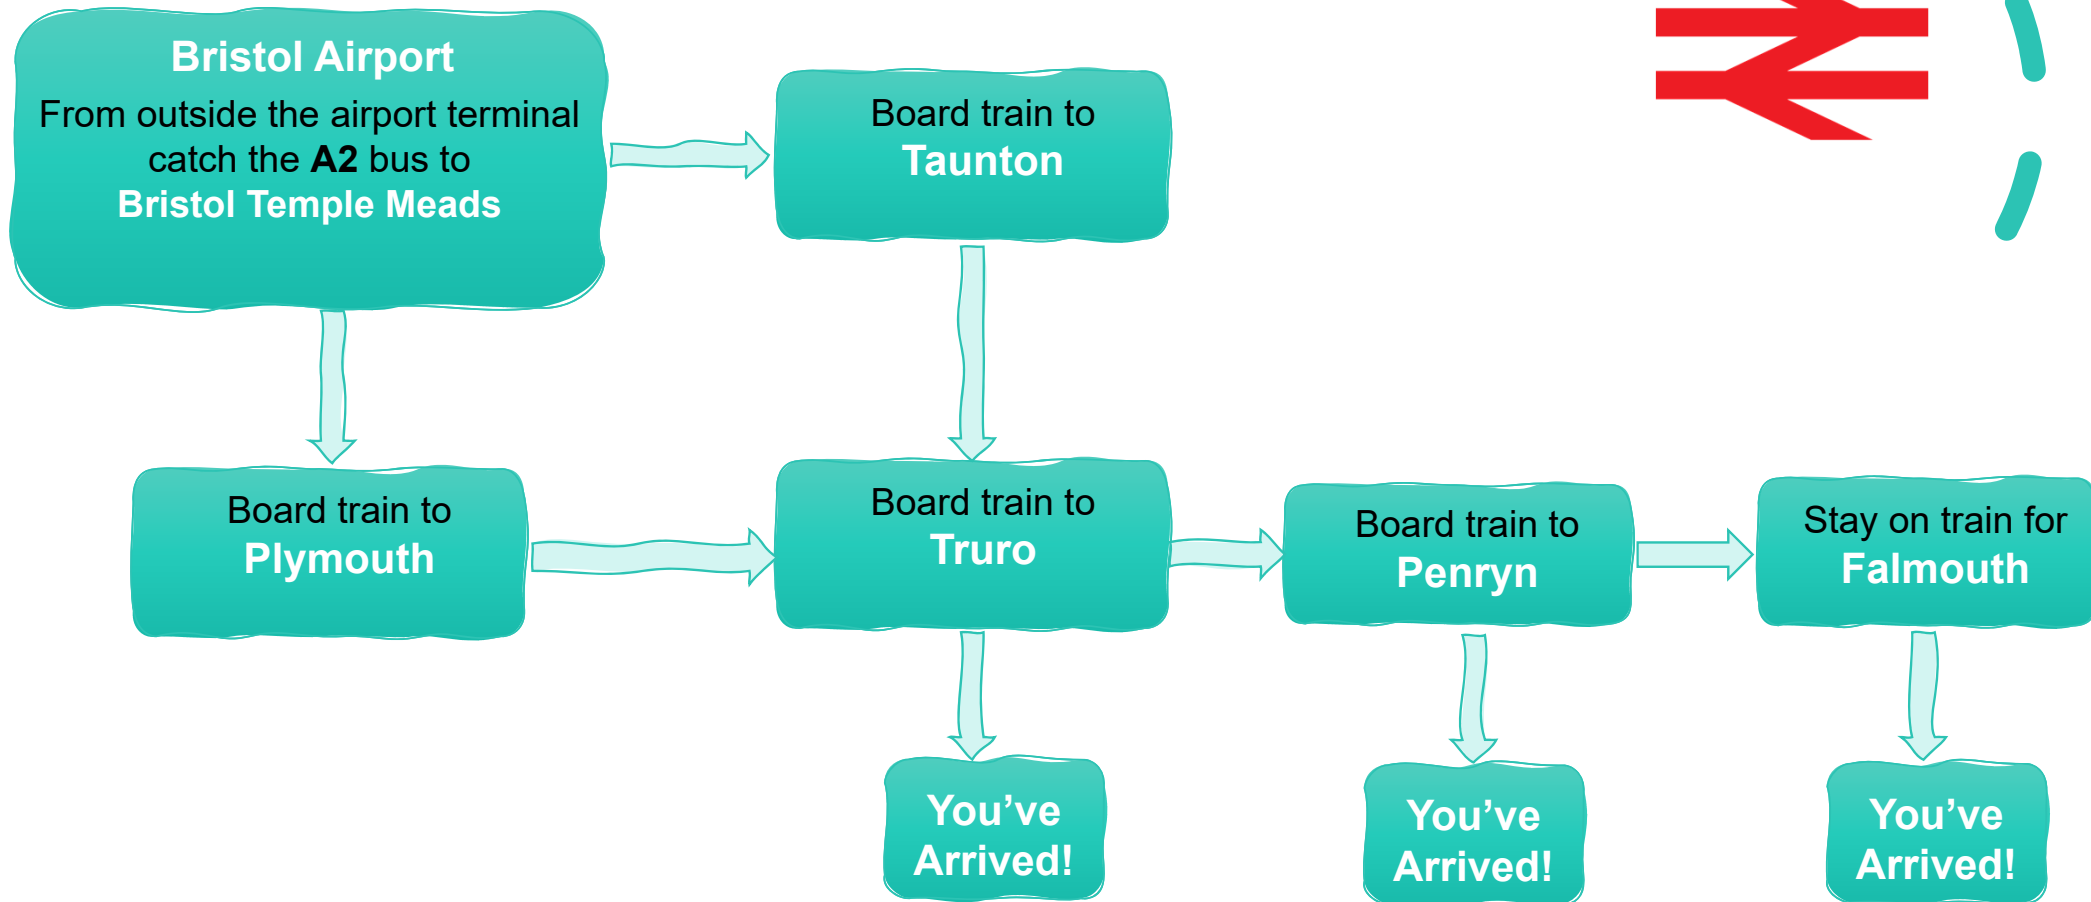 Bristol Airport
From outside the airport terminal
catch the A2 bus to
Bristol Temple Meads
Board train to
Taunton
Board train to
Plymouth
Board train to
Truro
Board train to
Penryn
Stay on train for
Falmouth
You’ve
Arrived!
You’ve
Arrived!
You’ve
Arrived!